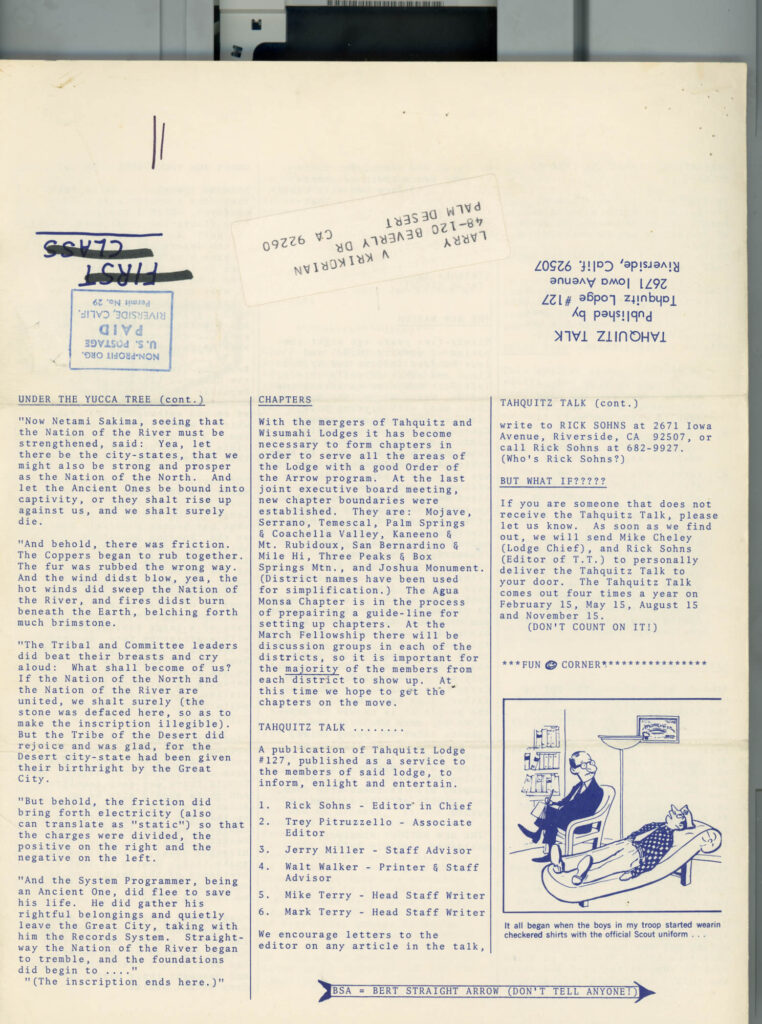 FIRST
CLASS
NON-PROFIT ORG.
U. S. POSTAGE
PAID
RIVERSIDE, CALIF.
Permit No. 29
LARRY
V KRIKORIAN
48-120 BEVERLY DR
PALM DESERT
CA 92260
TAHQUITZ TALK
Published by
Tahquitz Lodge #127
2671 Iowa Avenue
Riverside, Calif. 92507
UNDER THE YUCCA TREE (cont.)
"Now Netami Sakima, seeing that
the Nation of the River must be
strengthened, said: Yea, let
there be the city-states, that we
might also be strong and prosper
as the Nation of the North. And
let the Ancient Ones be bound into
captivity, or they shalt rise up
against us, and we shalt surely
die.
"And behold, there was friction.
The Coppers began to rub together.
The fur was rubbed the wrong way.
And the wind didst blow, yea, the
hot winds did sweep the Nation of
the River, and fires didst burn
beneath the Earth, belching forth
much brimstone.
"The Tribal and Committee leaders
did beat their breasts and cry
aloud: What shall become of us?
If the Nation of the North and
the Nation of the River are
united, we shalt surely (the
stone was defaced here, so as to
make the inscription illegible).
But the Tribe of the Desert did
rejoice and was glad, for the
Desert city-state had been given
their birthright by the Great
City.
"But behold, the friction did
bring forth electricity (also
can translate as "static") so that
the charges were divided, the
positive on the right and the
negative on the left.
"And the System Programmer, being
an Ancient One, did flee to save
his life. He did gather his
rightful belongings and quietly
leave the Great City, taking with
him the Records System. Straight-
way the Nation of the River began
to tremble, and the foundations
did begin to ...."
"(The inscription ends here.)"
CHAPTERS
With the mergers of Tahquitz and
Wisumahi Lodges it has become
necessary to form chapters in
order to serve all the areas of
the Lodge with a good Order of
the Arrow program. At the last
joint executive board meeting,
new chapter boundaries were
established. They are: Mojave,
Serrano, Temescal, Palm Springs
& Coachella Valley, Kaneeno &
Mt. Rubidoux, San Bernardino &
Mile Hi, Three Peaks & Box
Springs Mtn., and Joshua Monument.
(District names have been used
for simplification.) The Agua
Monsa Chapter is in the process
of prepairing a guide-line for
setting up chapters. At the
March Fellowship there will be
discussion groups in each of the
districts, so it is important for
the majority of the members from
each district to show up. At
this time we hope to get the
chapters on the move.
TAHQUITZ TALK ........
A publication of Tahquitz Lodge
#127, published as a service to
the members of said lodge, to
inform, enlight and entertain.
1. Rick Sohns - Editor in Chief
2. Trey Pitruzzello - Associate
Editor
3. Jerry Miller - Staff Advisor
4. Walt Walker - Printer & Staff
Advisor
5. Mike Terry - Head Staff Writer
6. Mark Terry - Head Staff Writer
We encourage letters to the
editor on any article in the talk,
TAHQUITZ TALK (cont.)
write to RICK SOHNS at 2671 Iowa
Avenue, Riverside, CA 92507, or
call Rick Sohns at 682-9927.
(Who's Rick Sohns?)
BUT WHAT IF?????
If you are someone that does not
receive the Tahquitz Talk, please
let us know. As soon as we find
out, we will send Mike Cheley
(Lodge Chief), and Rick Sohns
(Editor of T.T.) to personally
deliver the Tahquitz Talk to
your door. The Tahquitz Talk
comes out four times a year on
February 15, May 15, August 15
and November 15.
(DON'T COUNT ON IT!)
***FUN CORNER*****************
It all began when the boys in my troop started wearin
checkered shirts with the official Scout uniform . . .
BSA = BERT STRAIGHT ARROW (DON'T TELL ANYONE!)